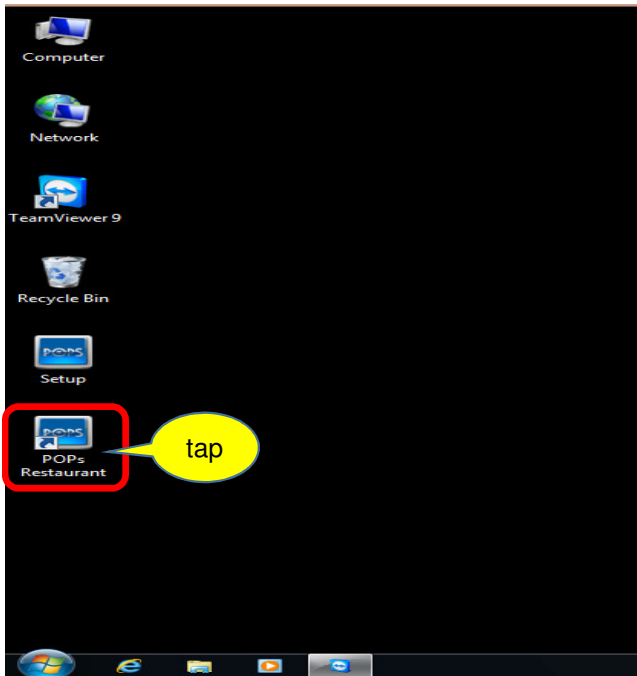 Computer
Network
TeamViewer 9
Recycle Bin
POPS
Setup
POPS
POPs
Restaurant
tap